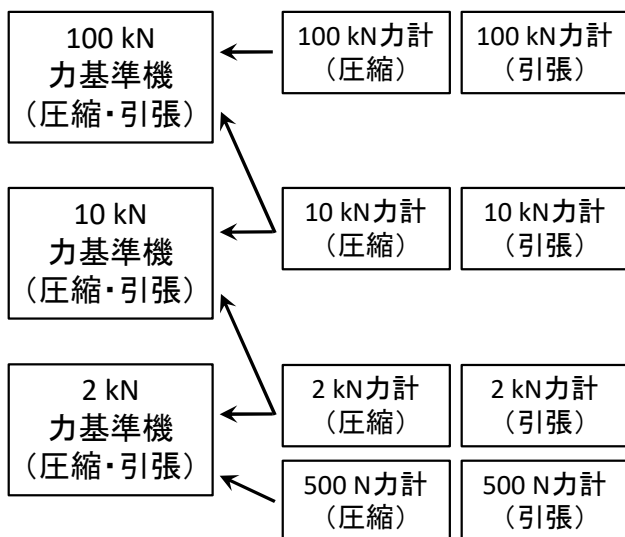 100 kN
力基準機
（圧縮・引張）
100 kN力計
（圧縮）
100 kN力計
（引張）
10 kN
力基準機
（圧縮・引張）
10 kN力計
（圧縮）
10 kN力計
（引張）
2 kN
力基準機
（圧縮・引張）
2 kN力計
（圧縮）
2 kN力計
（引張）
500 N力計
（圧縮）
500 N力計
（引張）